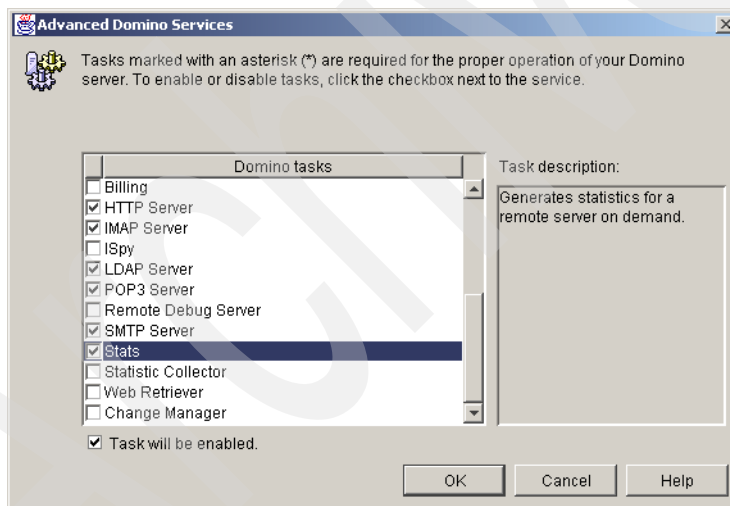 Advanced Domino Services
Tasks marked with an asterisk (*) are required for the proper operation of your Domino
server. To enable or disable tasks, click the checkbox next to the service.
Domino tasks
Billing
HTTP Server
IMAP Server
ISpy
LDAP Server
POP3 Server
Remote Debug Server
SMTP Server
Stats
Statistic Collector
Web Retriever
Change Manager
Task description:
Generates statistics for a
remote server on demand.
Task will be enabled.
OK
Cancel
Help